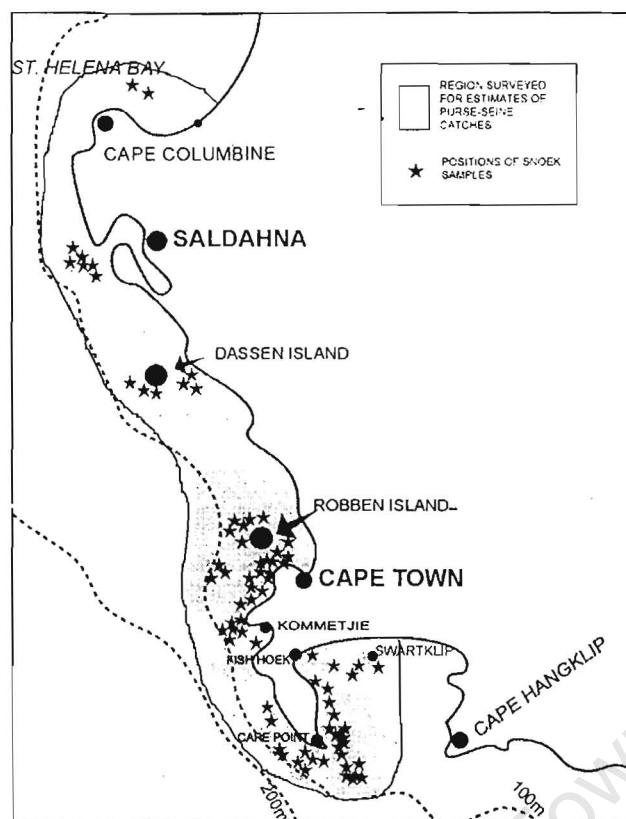 ST. HELENA BAY
REGION SURVEYED
FOR ESTIMATES OF
PURSE-SEINE
CATCHES
POSITIONS OF SNOEK
SAMPLES
CAPE COLUMBINE
SALDAHNA
DASSEN ISLAND
ROBBEN ISLAND
CAPE TOWN
KOMMETJIE
FISH HOEK
SWARTKLIP
CAPE HANGKLIP
CAPE POINT
200m
100m
TOWN